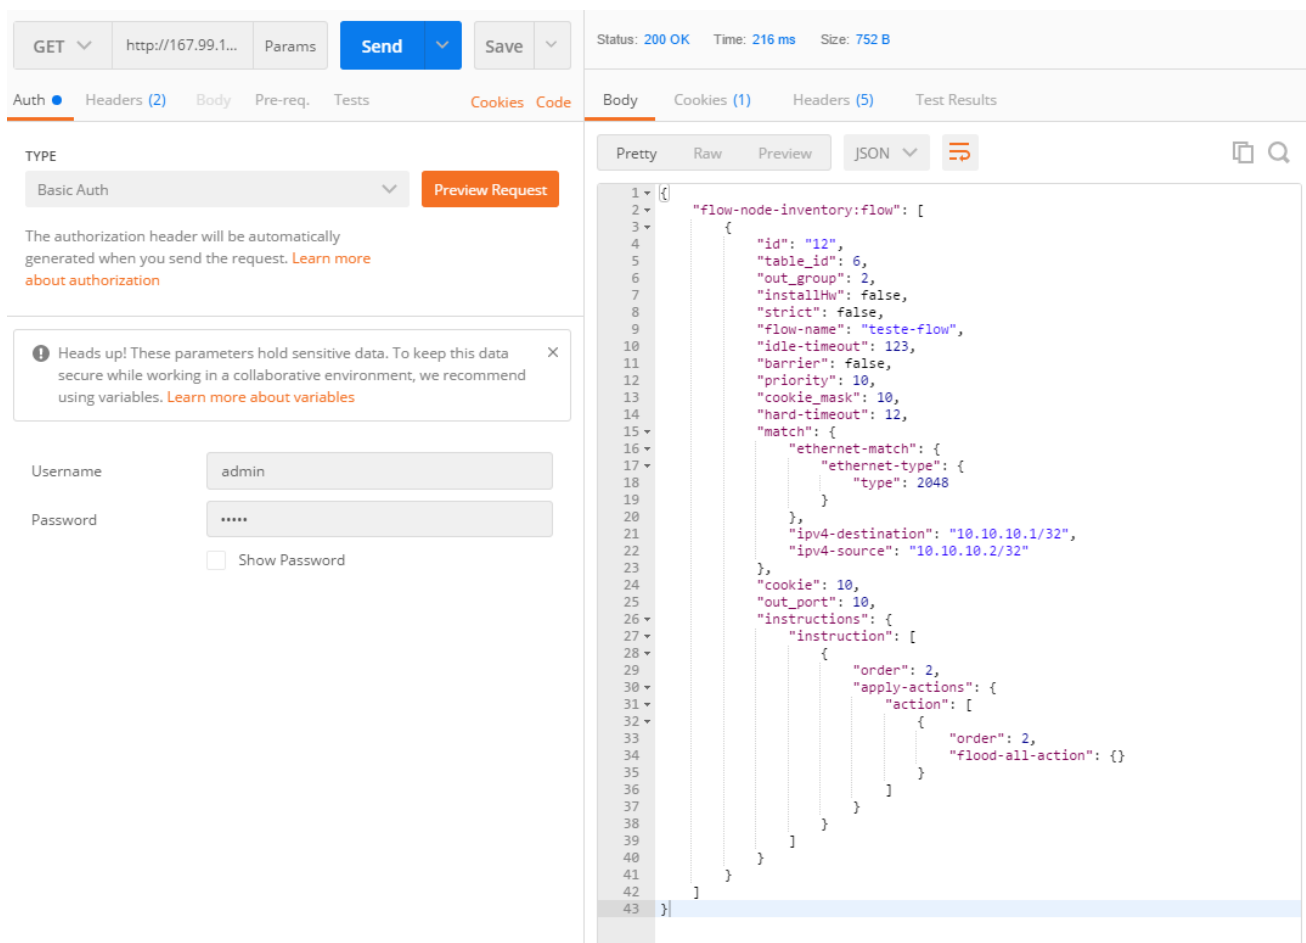 GET http://167.99.1... Params Send Save
Auth Headers (2) Body Pre-req. Tests Cookies Code
TYPE
Basic Auth Preview Request
The authorization header will be automatically
generated when you send the request. Learn more
about authorization
Heads up! These parameters hold sensitive data. To keep this data
secure while working in a collaborative environment, we recommend
using variables. Learn more about variables
Username admin
Password •••••
Show Password
Status: 200 OK Time: 216 ms Size: 752 B
Body Cookies (1) Headers (5) Test Results
Pretty Raw Preview JSON
1 {
2 "flow-node-inventory:flow": [
3 {
4 "id": "12",
5 "table_id": 6,
6 "out_group": 2,
7 "installHw": false,
8 "strict": false,
9 "flow-name": "teste-flow",
10 "idle-timeout": 123,
11 "barrier": false,
12 "priority": 10,
13 "cookie_mask": 10,
14 "hard-timeout": 12,
15 "match": {
16 "ethernet-match": {
17 "ethernet-type": {
18 "type": 2048
19 }
20 },
21 "ipv4-destination": "10.10.10.1/32",
22 "ipv4-source": "10.10.10.2/32"
23 },
24 "cookie": 10,
25 "out_port": 10,
26 "instructions": {
27 "instruction": [
28 {
29 "order": 2,
30 "apply-actions": {
31 "action": [
32 {
33 "order": 2,
34 "flood-all-action": {}
35 }
36 ]
37 }
38 }
39 ]
40 }
41 }
42 ]
43 }